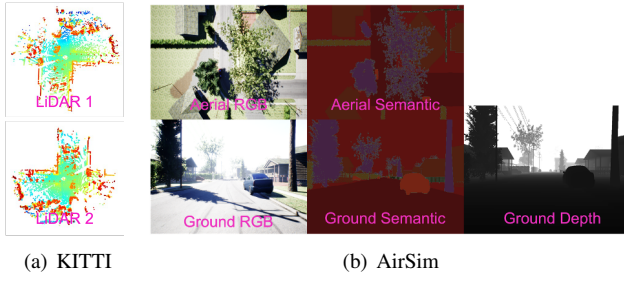 LiDAR 1
Aerial RGB
Aerial Semantic
LiDAR 2
Ground RGB
Ground Semantic
Ground Depth
(a) KITTI
(b) AirSim